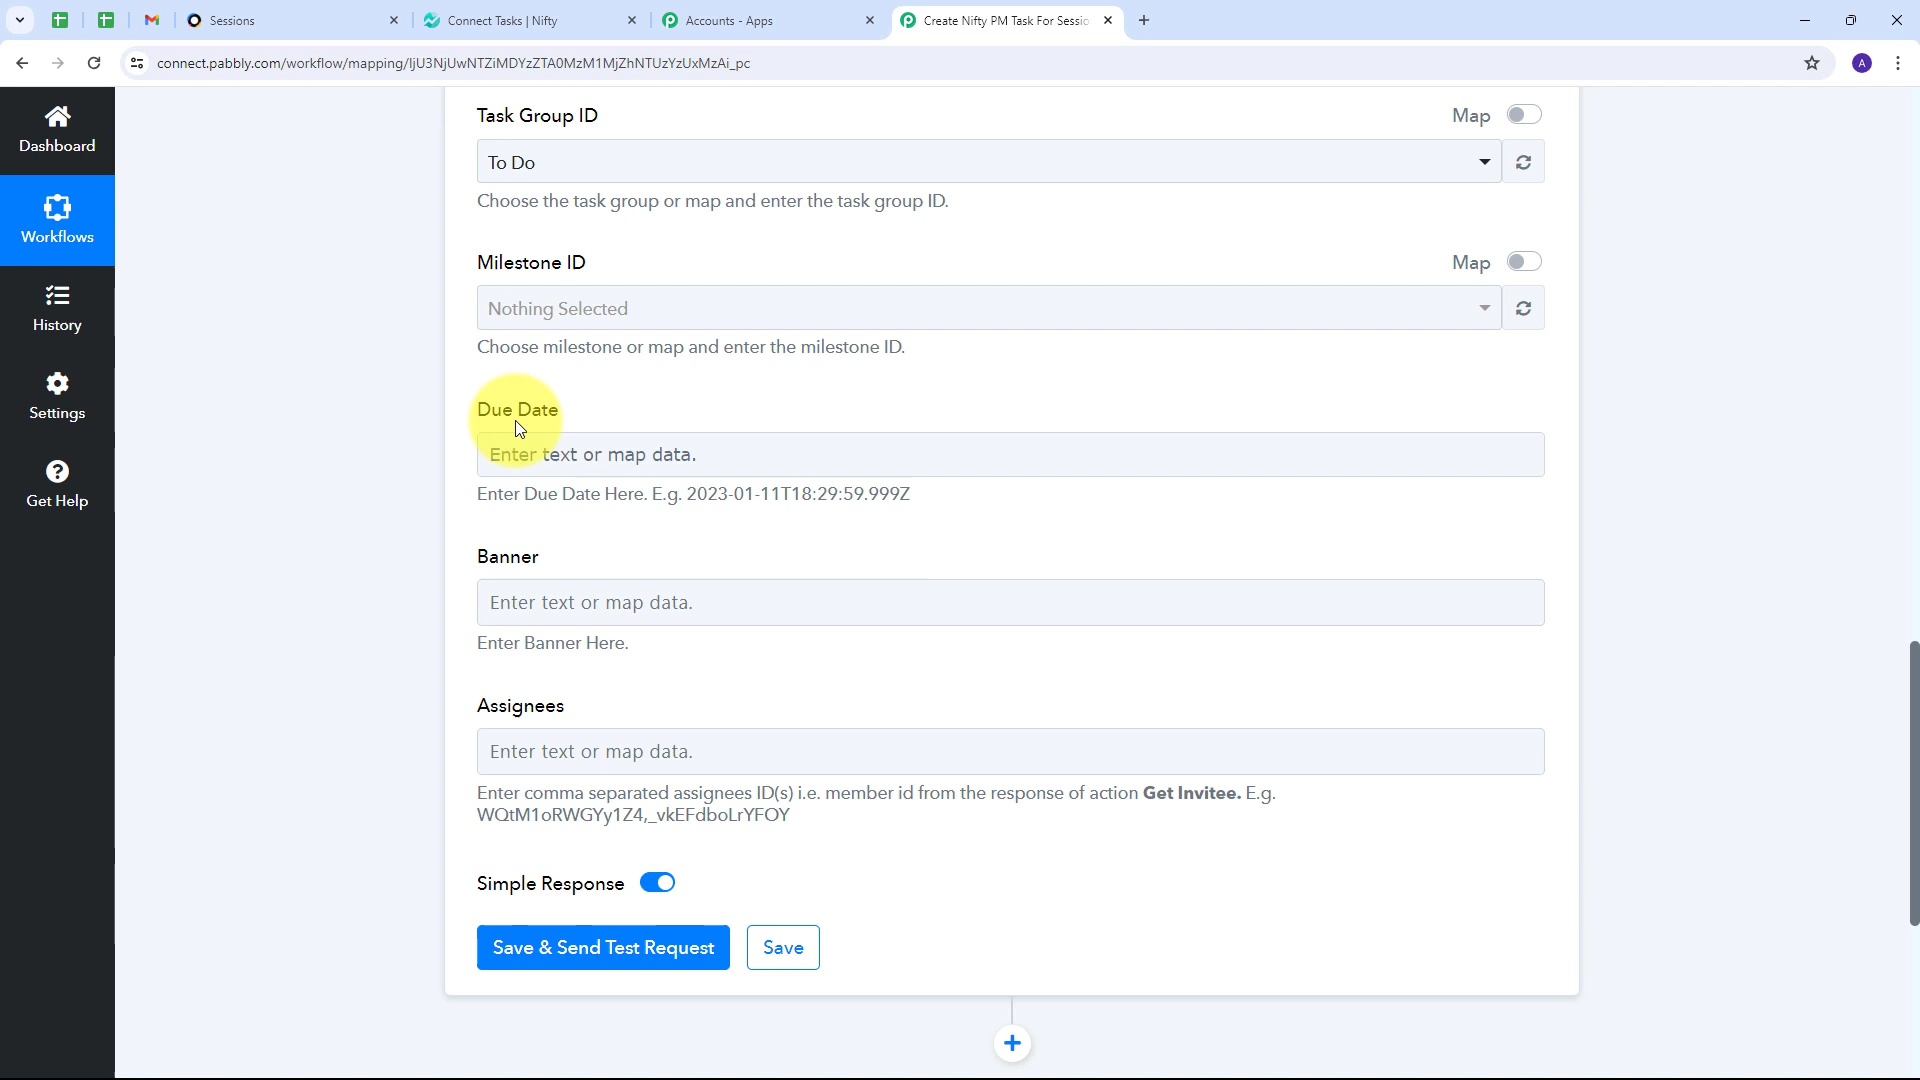 Sessions
Connect Tasks | Nifty
Accounts - Apps
Create Nifty PM Task For Sessio
connect.pabbly.com/workflow/mapping/IjU3NjUwNTZiMDYzZTA0MzM1MjZhNTUzYzUxMzAi_pc
A
Dashboard
Workflows
History
Settings
Get Help
Task Group ID
Map
To Do
Choose the task group or map and enter the task group ID.
Milestone ID
Map
Nothing Selected
Choose milestone or map and enter the milestone ID.
Due Date
Enter text or map data.
Enter Due Date Here. E.g. 2023-01-11T18:29:59.999Z
Banner
Enter text or map data.
Enter Banner Here.
Assignees
Enter text or map data.
Enter comma separated assignees ID(s) i.e. member id from the response of action Get Invitee. E.g.
WQtM1oRWGYy1Z4,_vkEFdboLrYFOY
Simple Response
Save & Send Test Request
Save